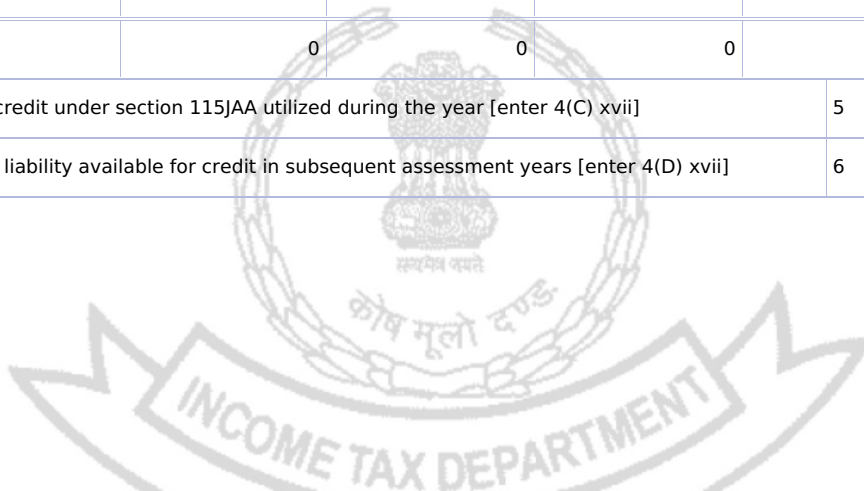 0 0 0
credit under section 115JAA utilized during the year [enter 4(C) xvii] 5
liability available for credit in subsequent assessment years [enter 4(D) xvii] 6
सत्यमेव जयते
कोष मूलो दण्ड:
INCOME TAX DEPARTMENT